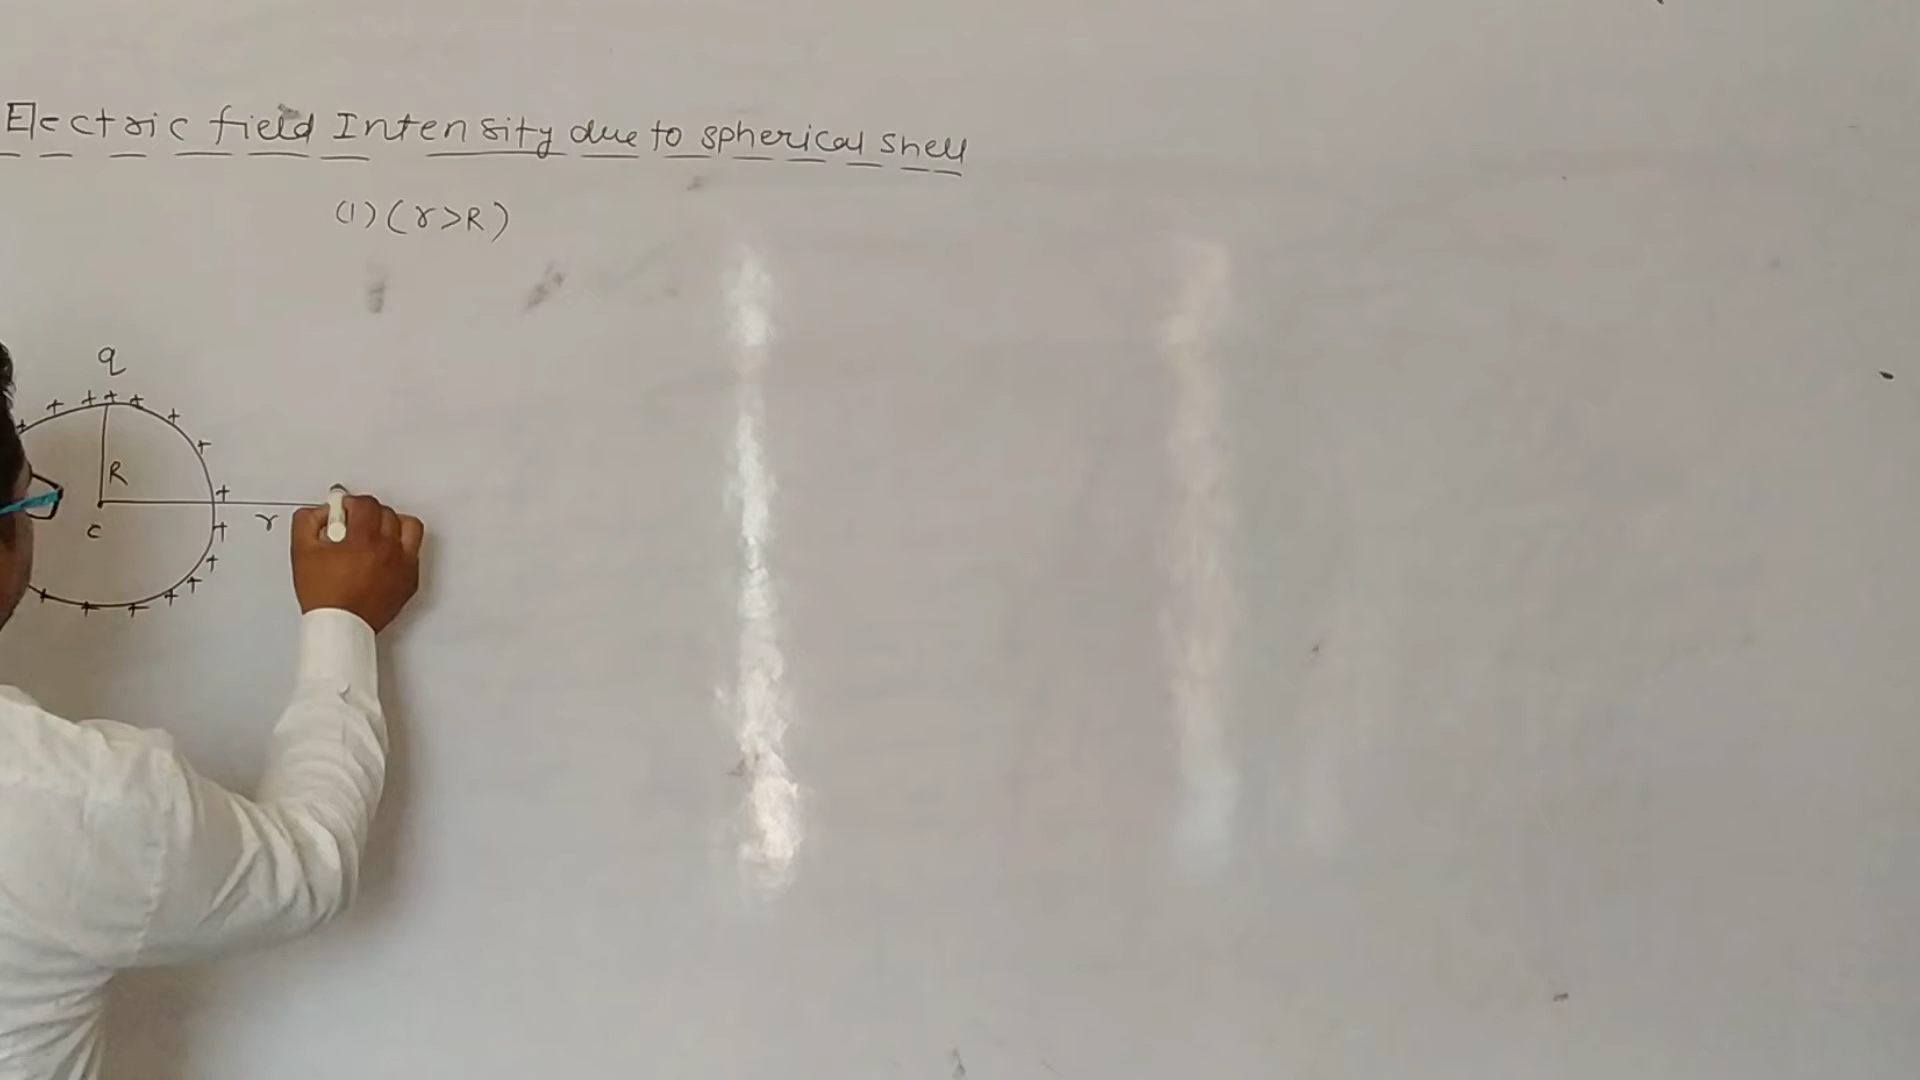 Electric field Intensity due to spherical shell
(1) (r>R)
q
+ + + + + + +
R
+
c
r
+
+
+
+ + + + +